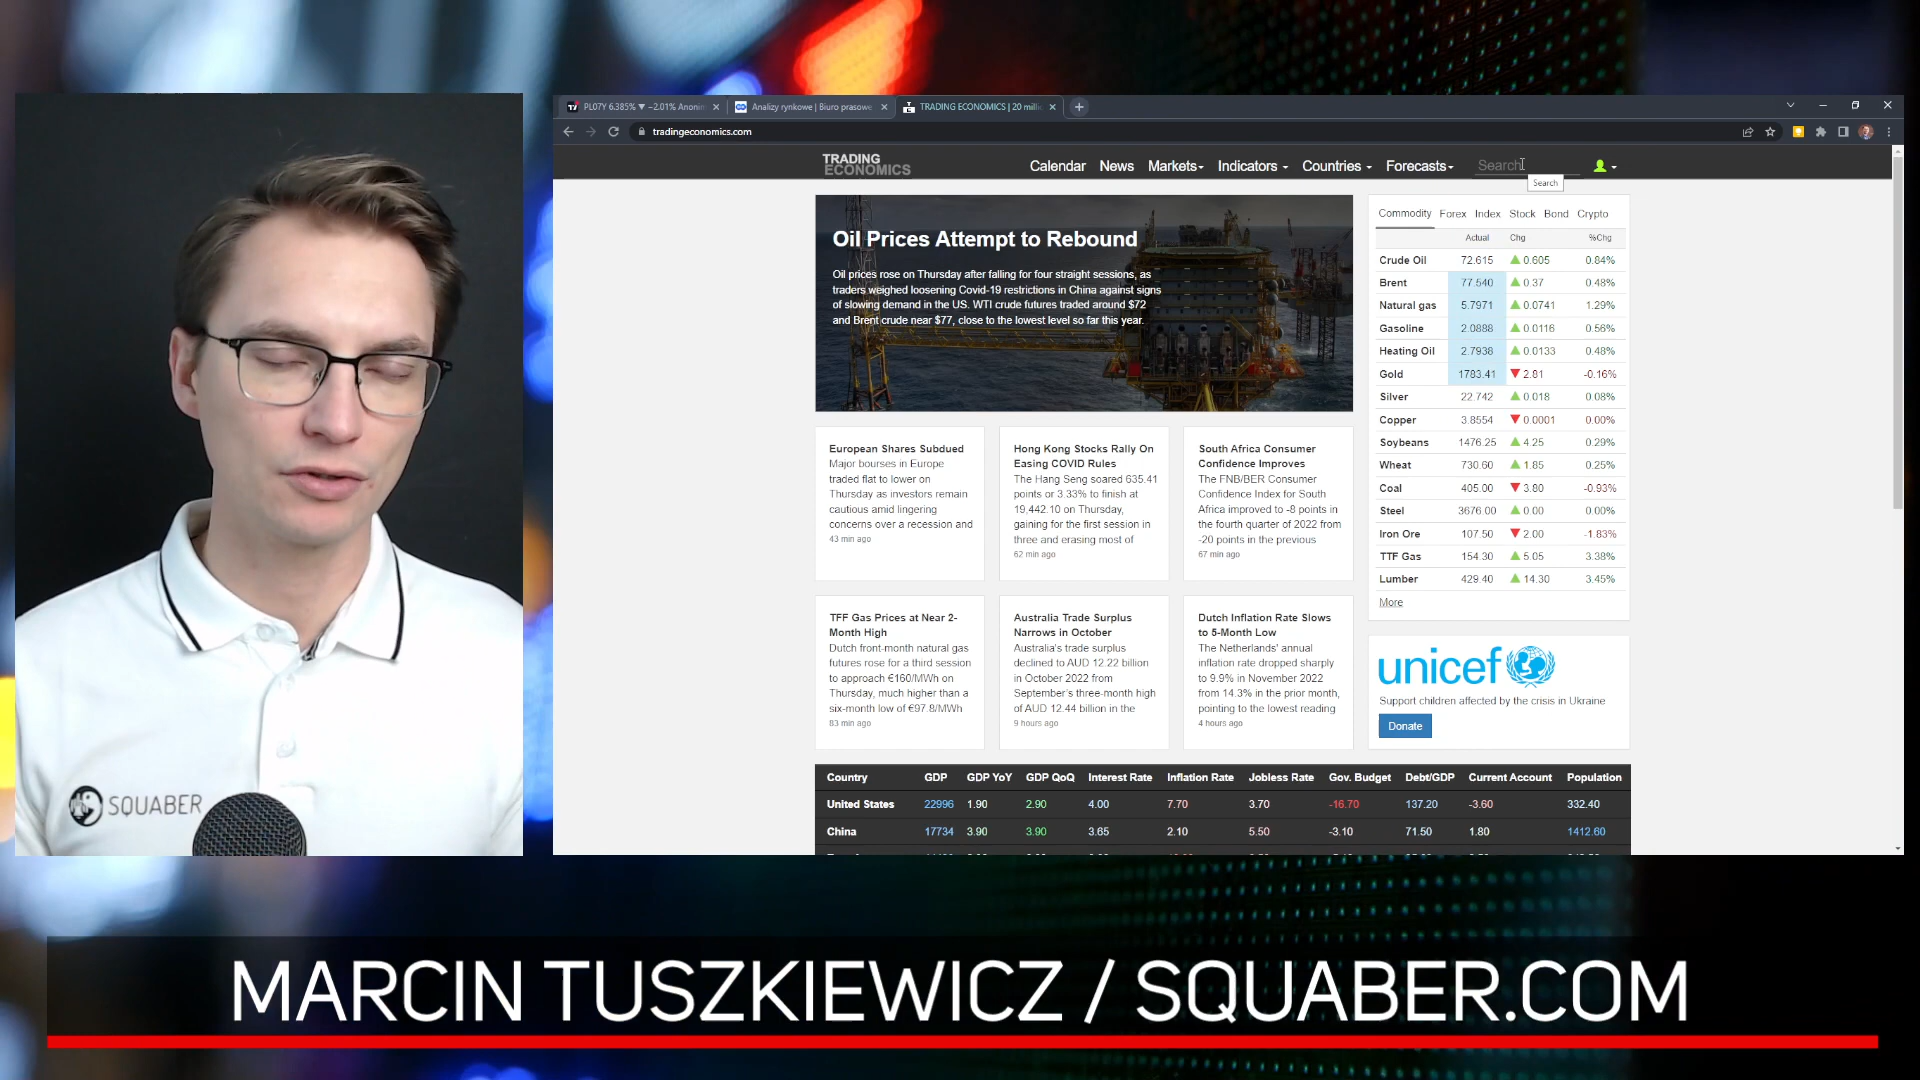 PL07Y 6.385% ▼ −2.01% Anonim
Analizy rynkowe | Biuro prasowe
TRADING ECONOMICS | 20 milli
tradingeconomics.com
TRADING
ECONOMICS
Calendar
News
Markets
Indicators
Countries
Forecasts
Search
Search
Oil Prices Attempt to Rebound
Oil prices rose on Thursday after falling for four straight sessions, as
traders weighed loosening Covid-19 restrictions in China against signs
of slowing demand in the US. WTI crude futures traded around $72
and Brent crude near $77, close to the lowest level so far this year.
European Shares Subdued
Major bourses in Europe
traded flat to lower on
Thursday as investors remain
cautious amid lingering
concerns over a recession and
43 min ago
Hong Kong Stocks Rally On
Easing COVID Rules
The Hang Seng soared 635.41
points or 3.33% to finish at
19,442.10 on Thursday,
gaining for the first session in
three and erasing most of
62 min ago
South Africa Consumer
Confidence Improves
The FNB/BER Consumer
Confidence Index for South
Africa improved to -8 points in
the fourth quarter of 2022 from
-20 points in the previous
67 min ago
TFF Gas Prices at Near 2-
Month High
Dutch front-month natural gas
futures rose for a third session
to approach €160/MWh on
Thursday, much higher than a
six-month low of €97.8/MWh
83 min ago
Australia Trade Surplus
Narrows in October
Australia's trade surplus
declined to AUD 12.22 billion
in October 2022 from
September's three-month high
of AUD 12.44 billion in the
9 hours ago
Dutch Inflation Rate Slows
to 5-Month Low
The Netherlands' annual
inflation rate dropped sharply
to 9.9% in November 2022
from 14.3% in the prior month,
pointing to the lowest reading
4 hours ago
Commodity Forex Index Stock Bond Crypto
Actual Chg %Chg
Crude Oil 72.615 ▲ 0.605 0.84%
Brent 77.540 ▲ 0.37 0.48%
Natural gas 5.7971 ▲ 0.0741 1.29%
Gasoline 2.0888 ▲ 0.0116 0.56%
Heating Oil 2.7938 ▲ 0.0133 0.48%
Gold 1783.41 ▼ 2.81 -0.16%
Silver 22.742 ▲ 0.018 0.08%
Copper 3.8554 ▼ 0.0001 0.00%
Soybeans 1476.25 ▲ 4.25 0.29%
Wheat 730.60 ▲ 1.85 0.25%
Coal 405.00 ▼ 3.80 -0.93%
Steel 3676.00 ▲ 0.00 0.00%
Iron Ore 107.50 ▼ 2.00 -1.83%
TTF Gas 154.30 ▲ 5.05 3.38%
Lumber 429.40 ▲ 14.30 3.45%
More
unicef
Support children affected by the crisis in Ukraine
Donate
Country GDP GDP YoY GDP QoQ Interest Rate Inflation Rate Jobless Rate Gov. Budget Debt/GDP Current Account Population
United States 22996 1.90 2.90 4.00 7.70 3.70 -16.70 137.20 -3.60 332.40
China 17734 3.90 3.90 3.65 2.10 5.50 -3.10 71.50 1.80 1412.60
SQUABER
MARCIN TUSZKIEWICZ / SQUABER.COM